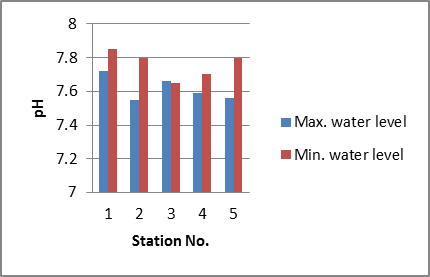 8
7.8
7.6
7.4
7.2
7
pH
1 2 3 4 5
Station No.
Max. water level
Min. water level